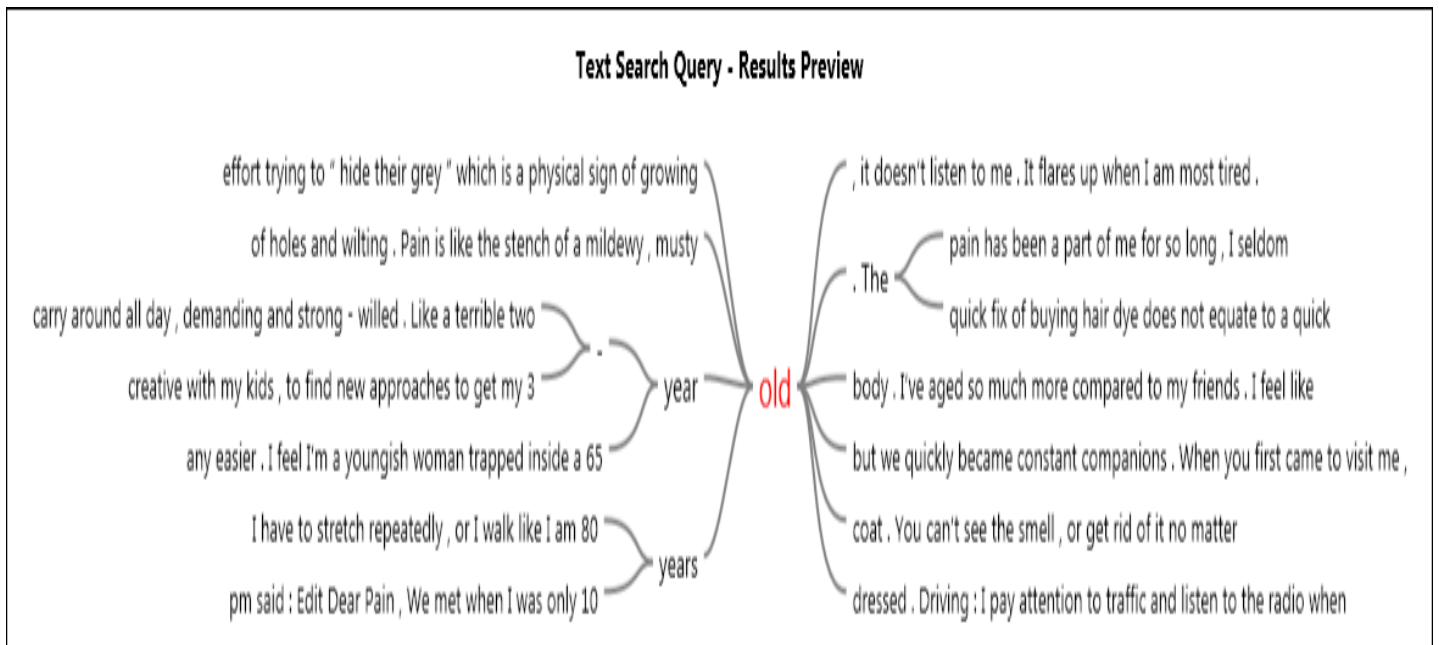 Text Search Query - Results Preview
effort trying to " hide their grey " which is a physical sign of growing
of holes and wilting . Pain is like the stench of a mildewy , musty
carry around all day , demanding and strong - willed . Like a terrible two
-
creative with my kids , to find new approaches to get my 3
year
any easier . I feel I'm a youngish woman trapped inside a 65
I have to stretch repeatedly , or I walk like I am 80
years
pm said : Edit Dear Pain , We met when I was only 10
old
, it doesn't listen to me . It flares up when I am most tired .
. The
pain has been a part of me for so long , I seldom
quick fix of buying hair dye does not equate to a quick
body . I've aged so much more compared to my friends . I feel like
but we quickly became constant companions . When you first came to visit me ,
coat . You can't see the smell , or get rid of it no matter
dressed . Driving : I pay attention to traffic and listen to the radio when